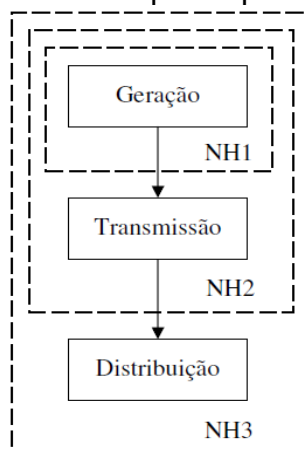 Geração
NH1
Transmissão
NH2
Distribuição
NH3